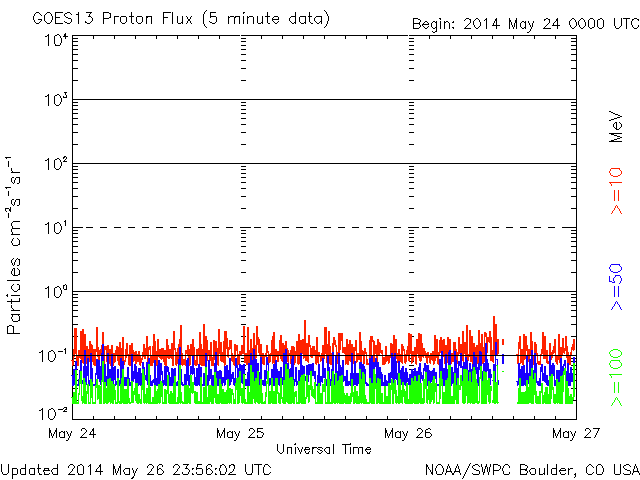 GOES13 Proton Flux (5 minute data)
Begin: 2014 May 24 0000 UTC
Particles cm⁻²s⁻¹sr⁻¹
10⁴
10³
10²
10¹
10⁰
10⁻¹
10⁻²
May 24
May 25
May 26
May 27
Universal Time
>=10
>=50
>=100
MeV
Updated 2014 May 26 23:56:02 UTC
NOAA/SWPC Boulder, CO USA